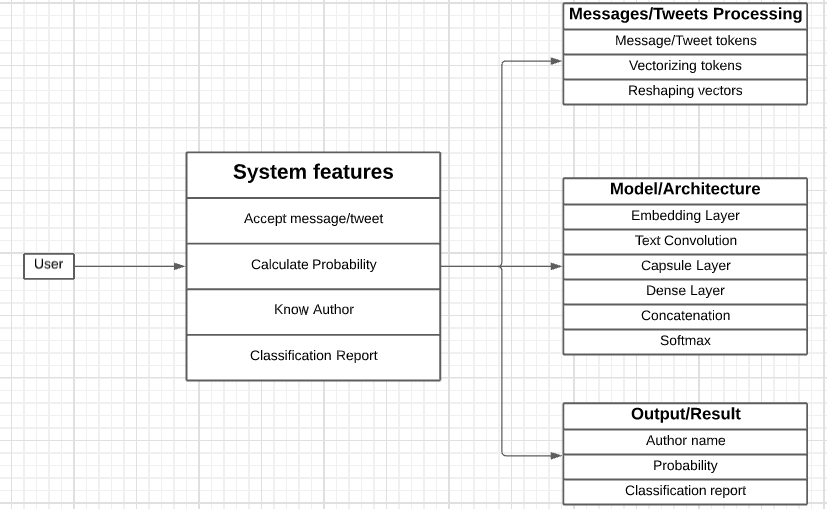 User
System features
Accept message/tweet
Calculate Probability
Know Author
Classification Report
Messages/Tweets Processing
Message/Tweet tokens
Vectorizing tokens
Reshaping vectors
Model/Architecture
Embedding Layer
Text Convolution
Capsule Layer
Dense Layer
Concatenation
Softmax
Output/Result
Author name
Probability
Classification report